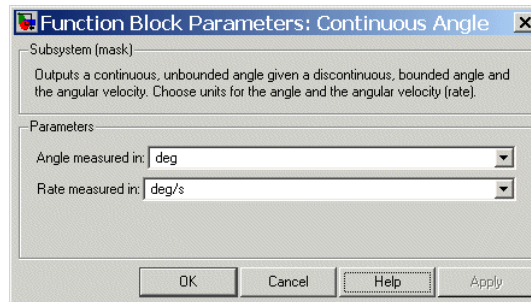 Function Block Parameters: Continuous Angle
Subsystem (mask)
Outputs a continuous, unbounded angle given a discontinuous, bounded angle and
the angular velocity. Choose units for the angle and the angular velocity (rate).
Parameters
Angle measured in: deg
Rate measured in: deg/s
OK Cancel Help Apply